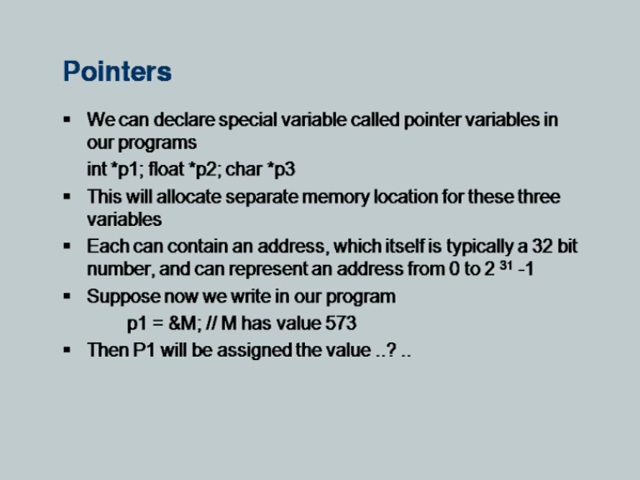 Pointers
▪ We can declare special variable called pointer variables in
our programs
int *p1; float *p2; char *p3
▪ This will allocate separate memory location for these three
variables
▪ Each can contain an address, which itself is typically a 32 bit
number, and can represent an address from 0 to 2 ³¹ -1
▪ Suppose now we write in our program
p1 = &M; // M has value 573
▪ Then P1 will be assigned the value ..? ..